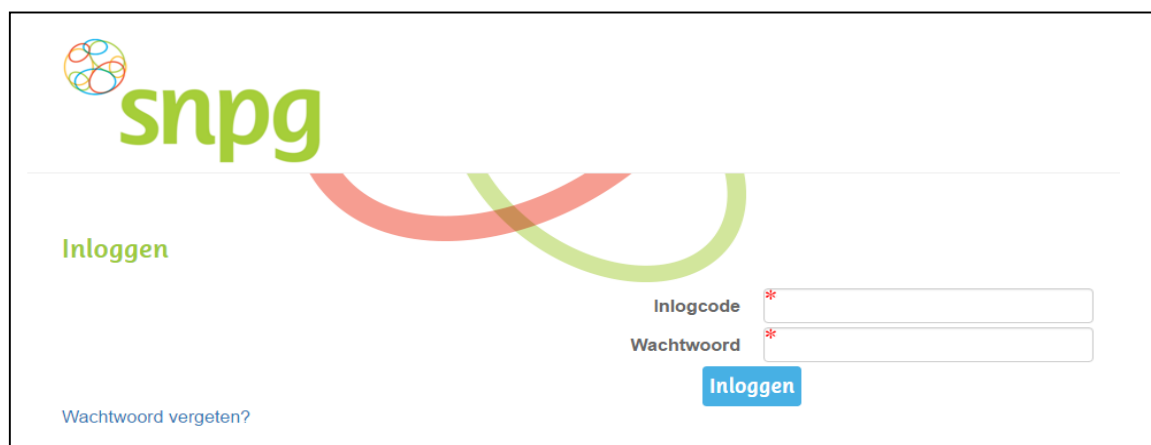 snpg
Inloggen
Inlogcode *
Wachtwoord *
Inloggen
Wachtwoord vergeten?